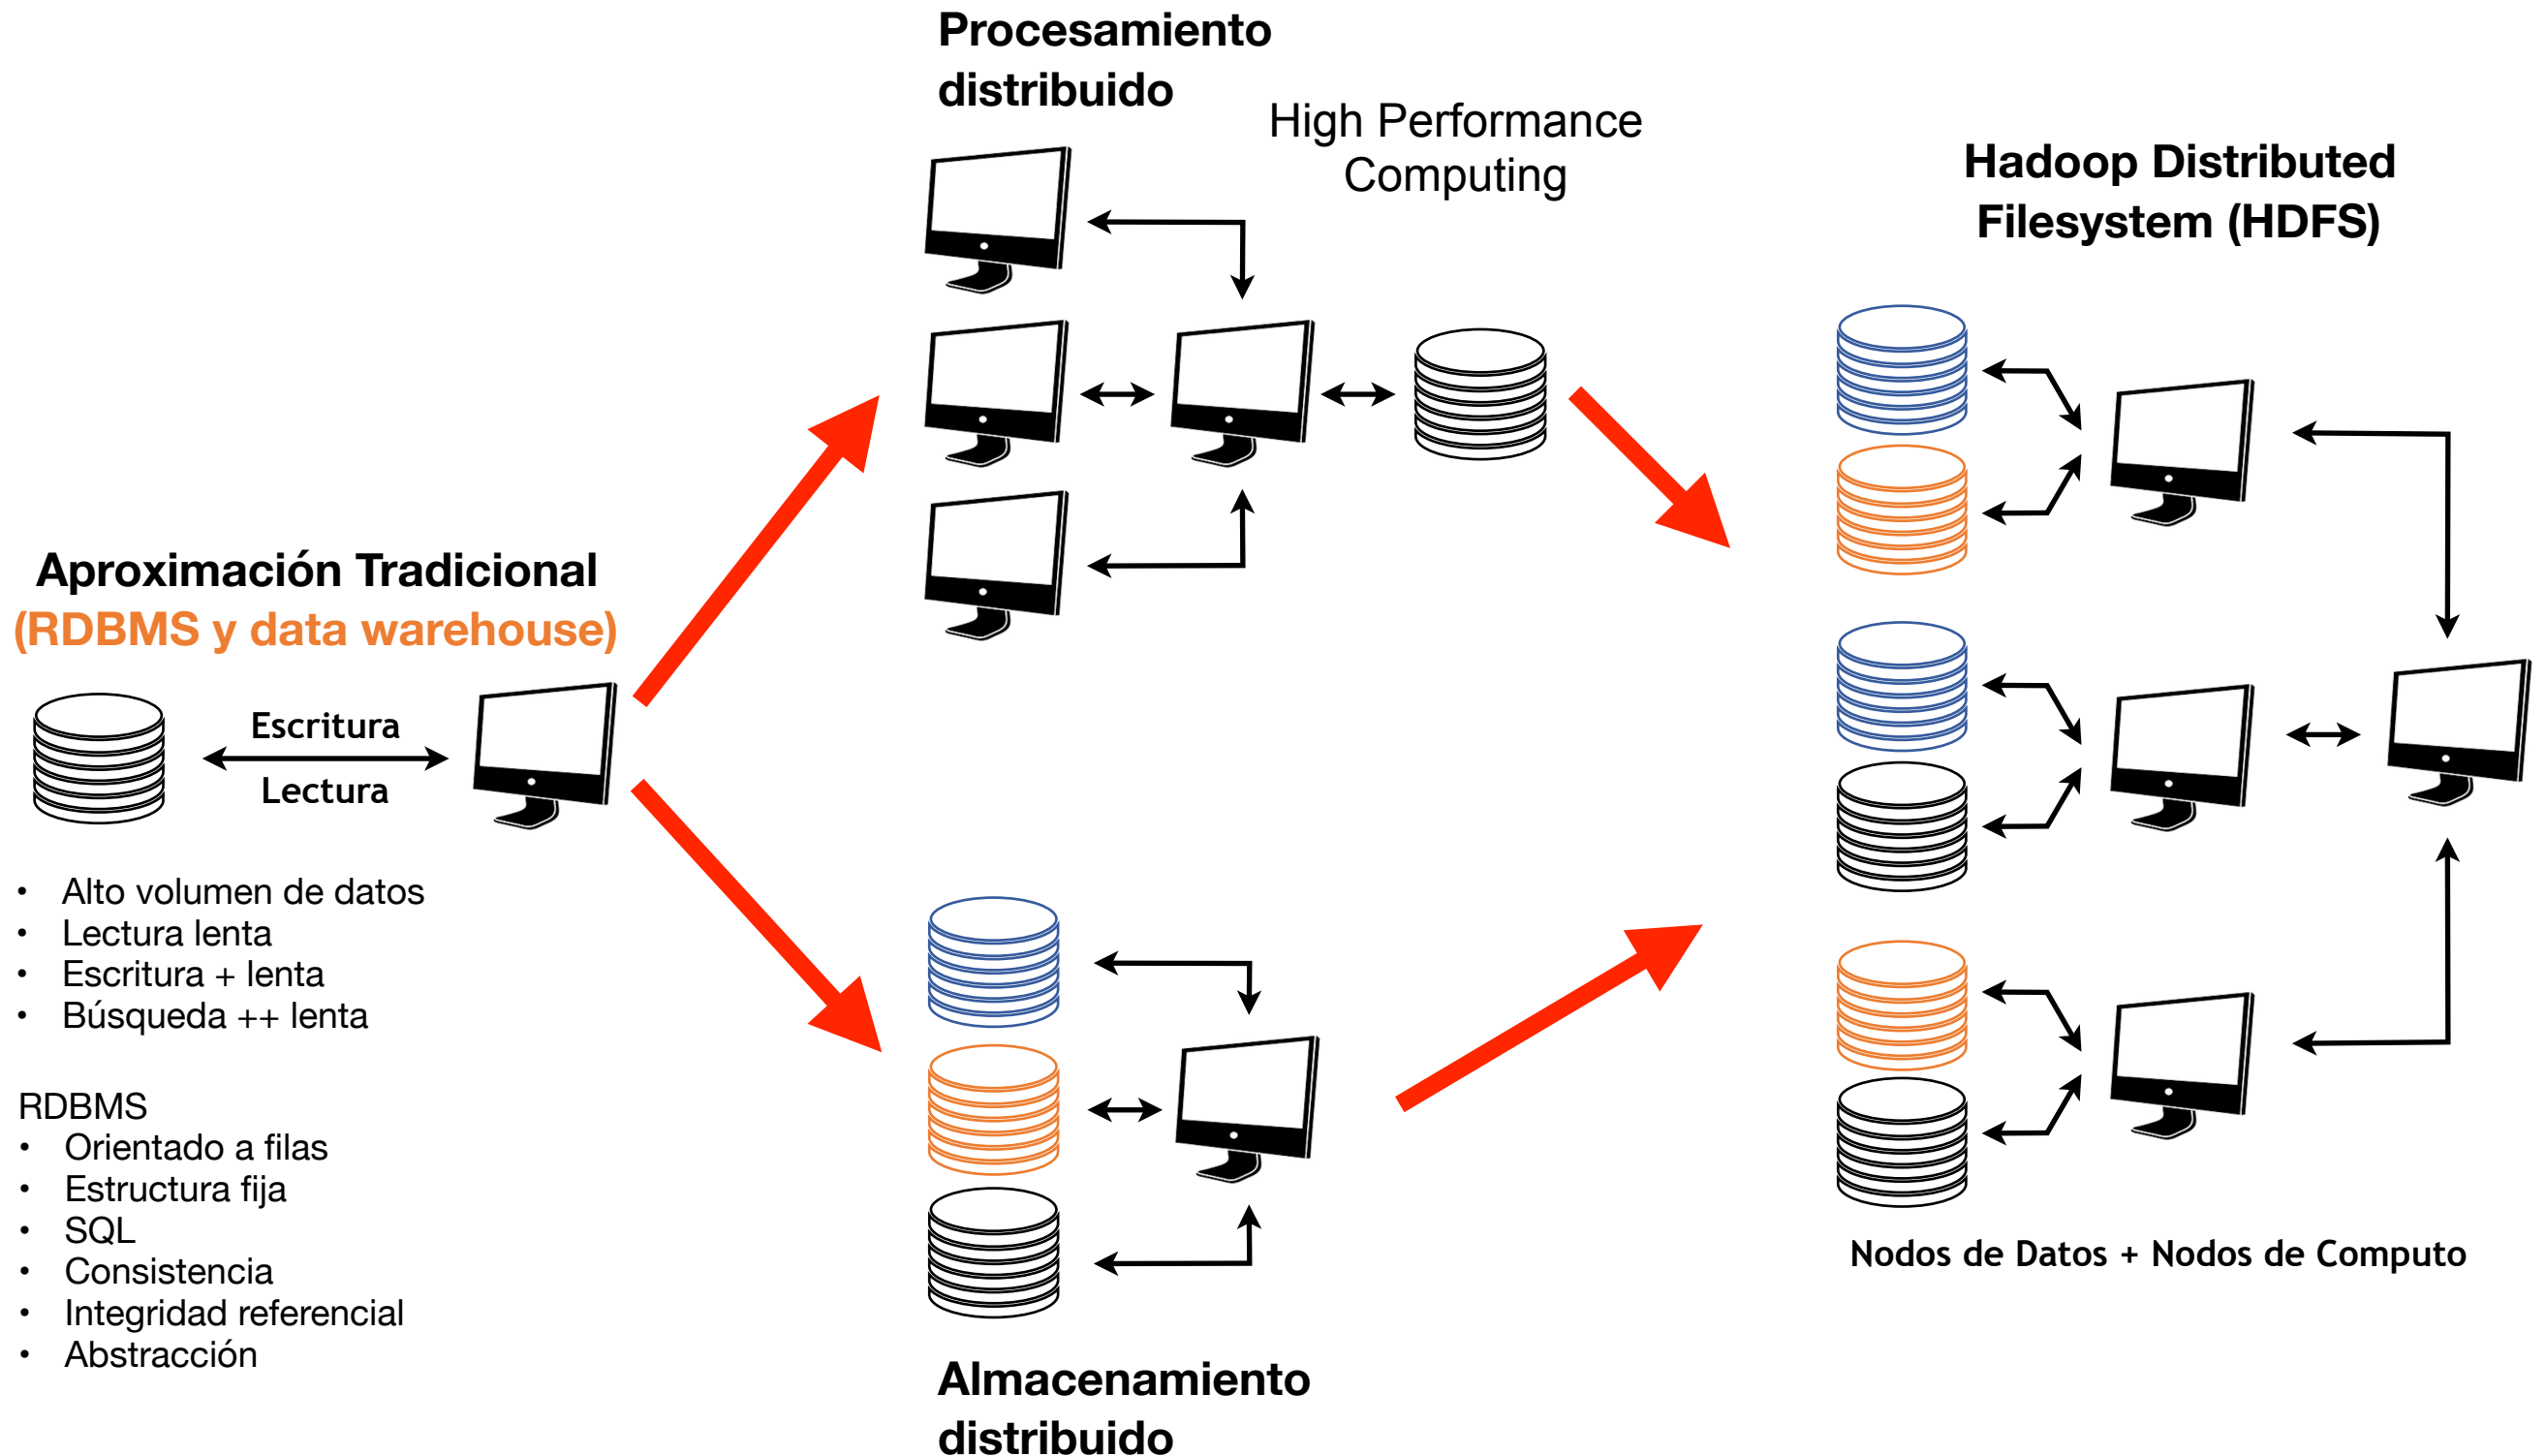 Procesamiento
distribuido
High Performance
Computing
Hadoop Distributed
Filesystem (HDFS)
Aproximación Tradicional
(RDBMS y data warehouse)
Escritura
Lectura
• Alto volumen de datos
• Lectura lenta
• Escritura + lenta
• Búsqueda ++ lenta
RDBMS
• Orientado a filas
• Estructura fija
• SQL
• Consistencia
• Integridad referencial
• Abstracción
Nodos de Datos + Nodos de Computo
Almacenamiento
distribuido